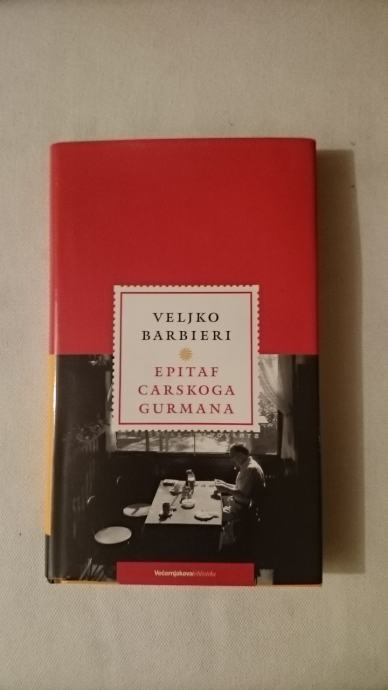 VELJKO
BARBIERI
EPITAF
CARSKOGA
GURMANA
Večernjakova biblioteka